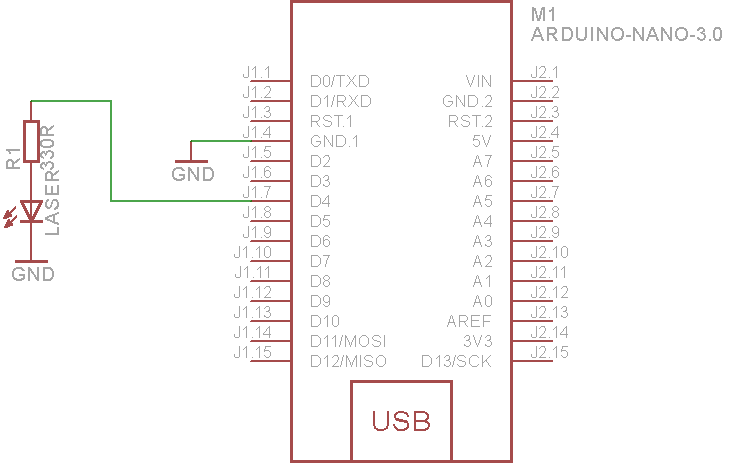 M1
ARDUINO-NANO-3.0
J1.1 D0/TXD VIN J2.1
J1.2 D1/RXD GND.2 J2.2
J1.3 RST.1 RST.2 J2.3
J1.4 GND.1 5V J2.4
J1.5 D2 A7 J2.5
J1.6 D3 A6 J2.6
J1.7 D4 A5 J2.7
J1.8 D5 A4 J2.8
J1.9 D6 A3 J2.9
J1.10 D7 A2 J2.10
J1.11 D8 A1 J2.11
J1.12 D9 A0 J2.12
J1.13 D10 AREF J2.13
J1.14 D11/MOSI 3V3 J2.14
J1.15 D12/MISO D13/SCK J2.15
R1
330R
LASER
GND
GND
USB